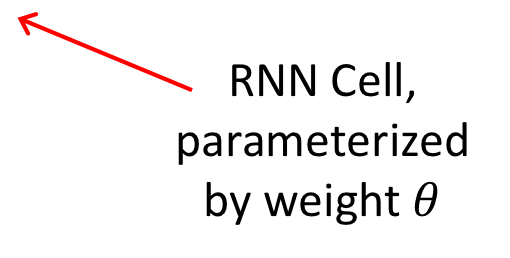 RNN Cell,
parameterized
by weight θ